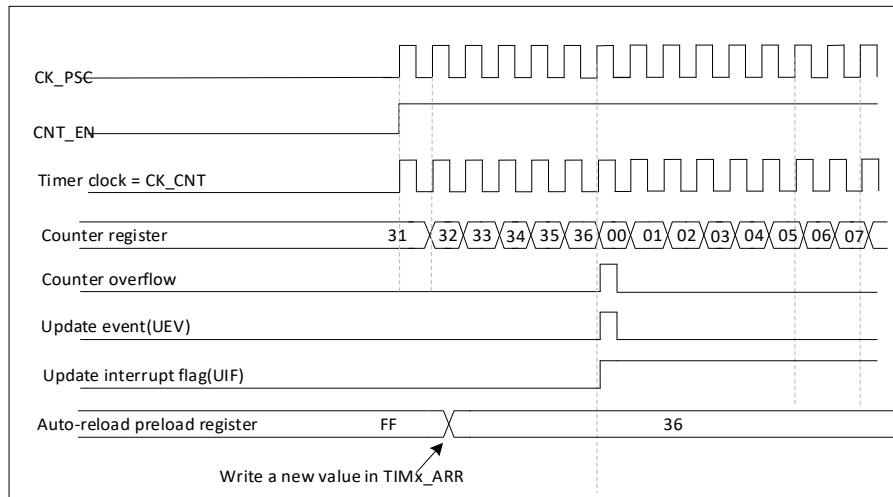 CK_PSC
CNT_EN
Timer clock = CK_CNT
Counter register 31 32 33 34 35 36 00 01 02 03 04 05 06 07
Counter overflow
Update event(UEV)
Update interrupt flag(UIF)
Auto-reload preload register FF 36
Write a new value in TIMx_ARR